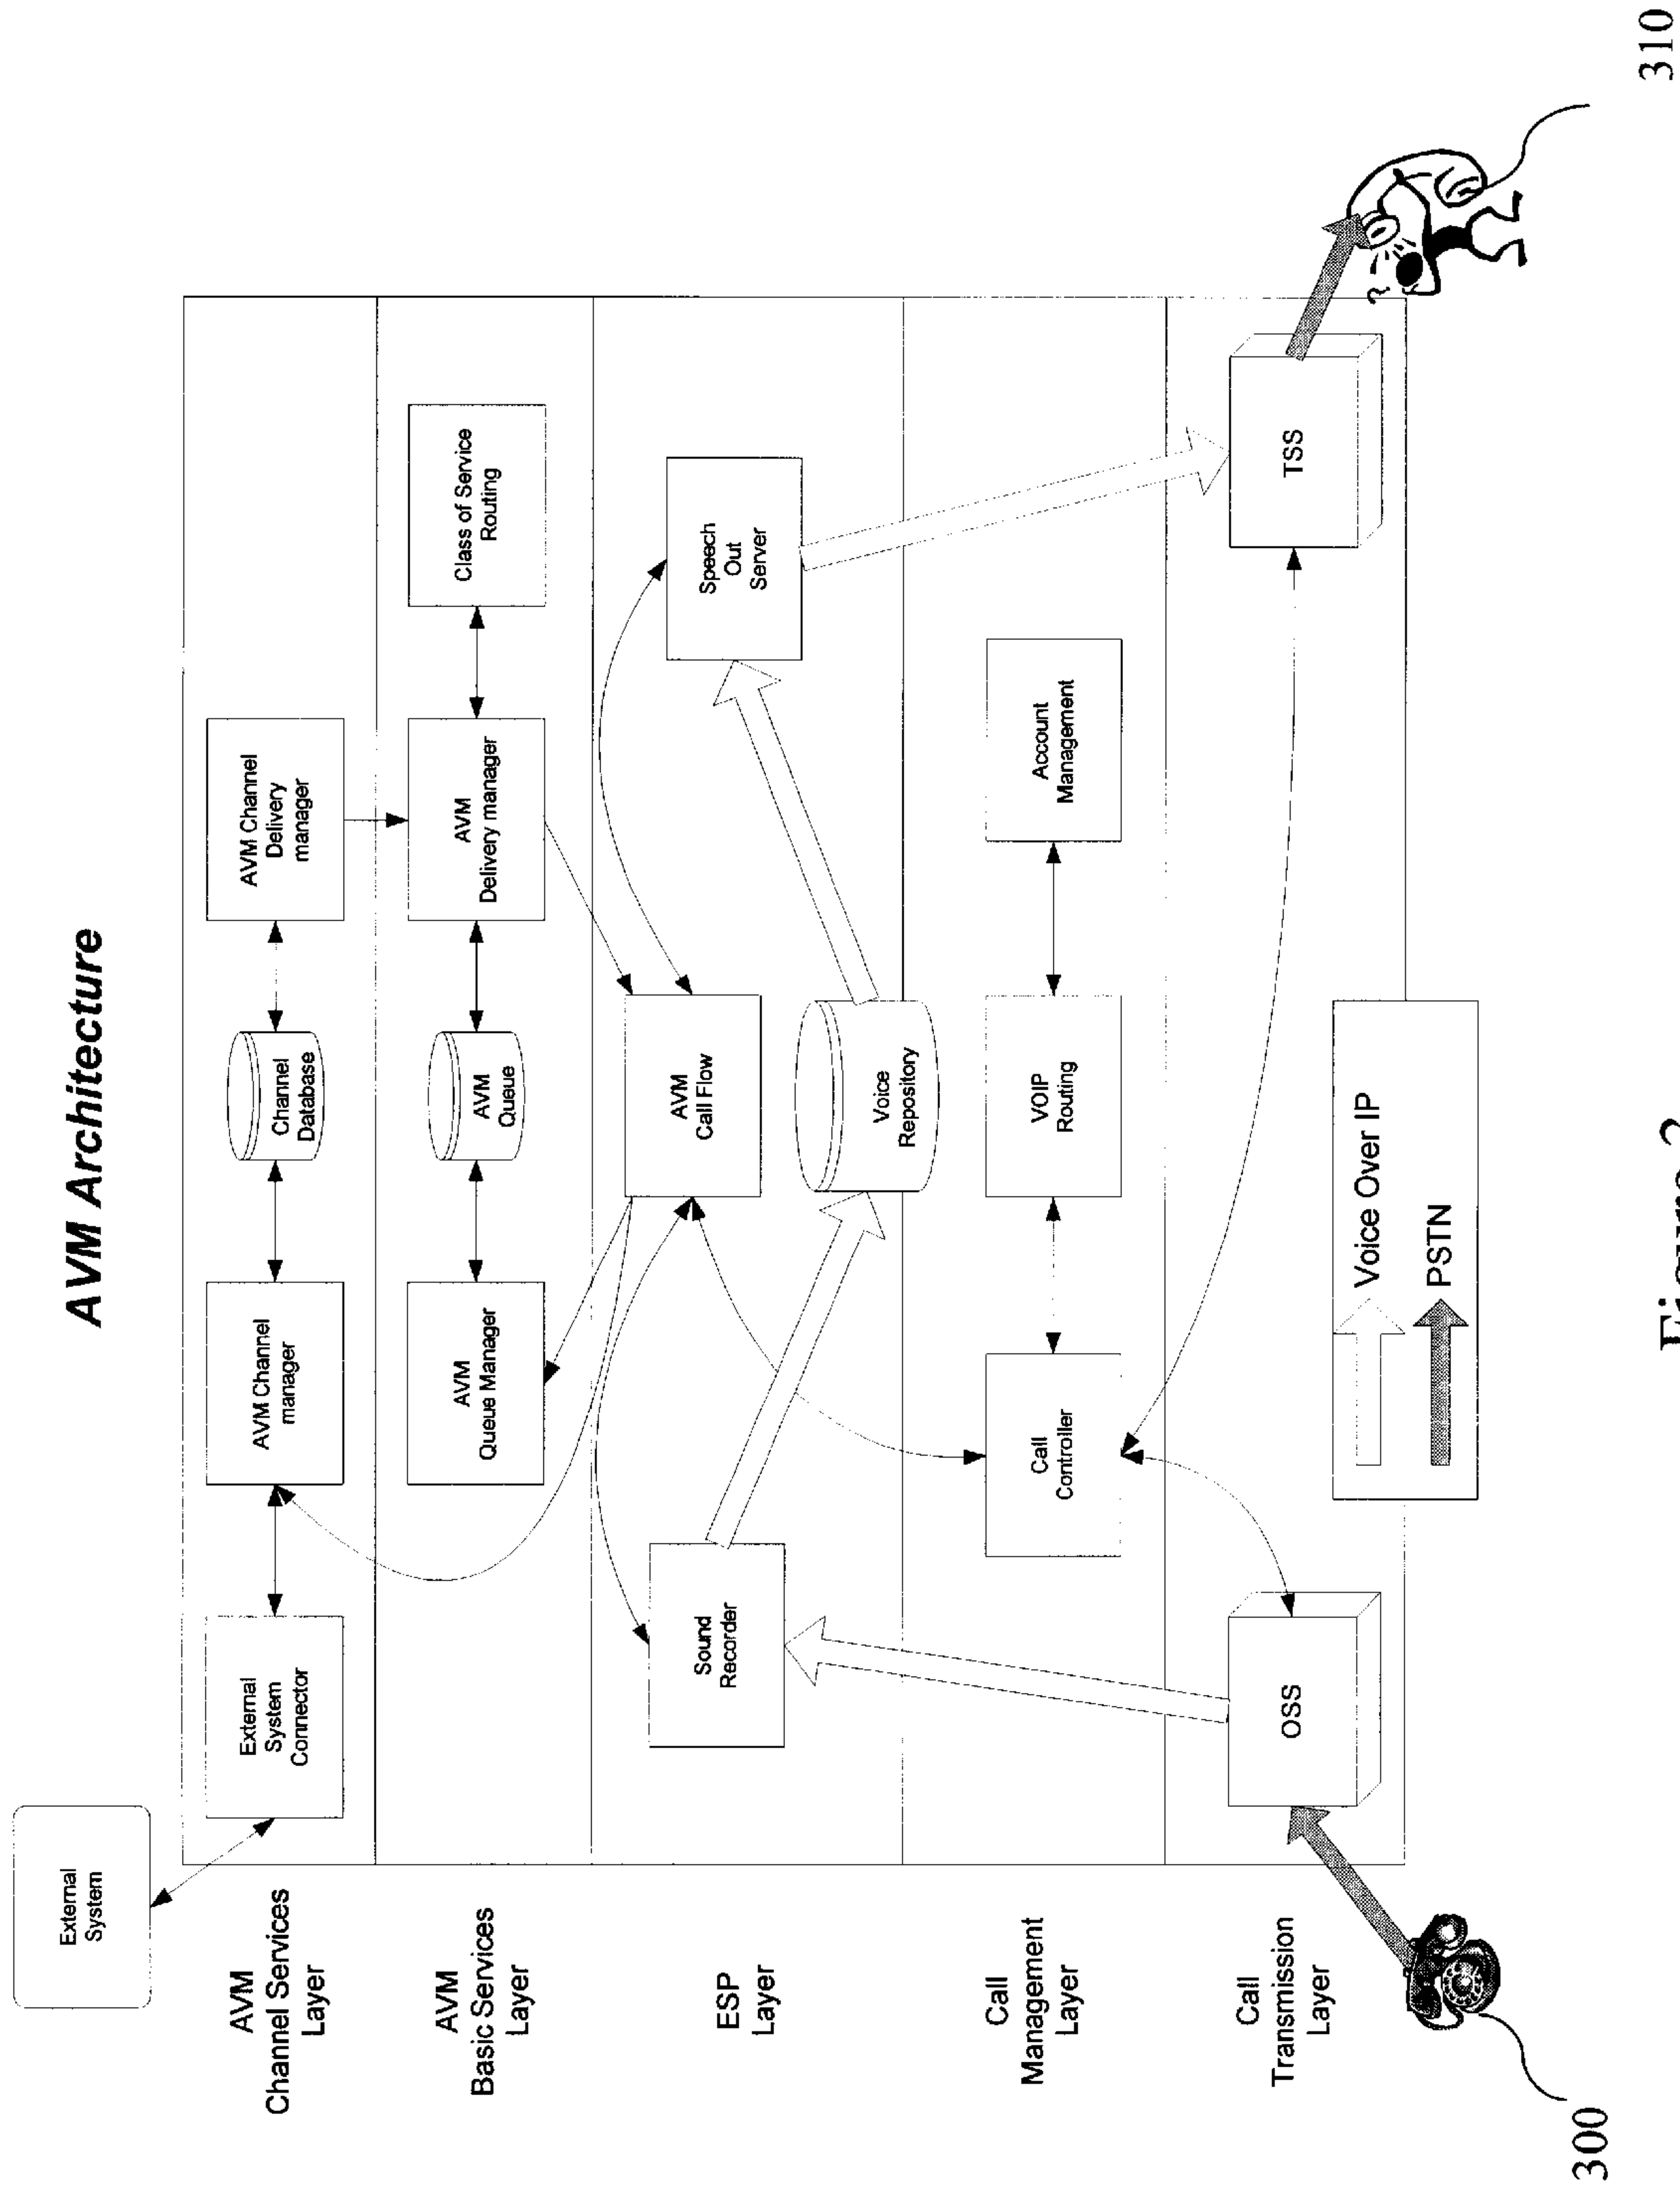 AVM Architecture
External
System
AVM
Channel Services
Layer
External
System
Connector
AVM Channel
manager
Channel
Database
AVM Channel
Delivery
manager
AVM
Basic Services
Layer
AVM
Queue Manager
AVM
Queue
AVM
Delivery manager
Class of Service
Routing
ESP
Layer
Sound
Recorder
AVM
Call Flow
Voice
Repository
Speech
Out
Server
Call
Management
Layer
Call
Controller
VOIP
Routing
Account
Management
Call
Transmission
Layer
OSS
TSS
?
Voice Over IP
PSTN
300
310